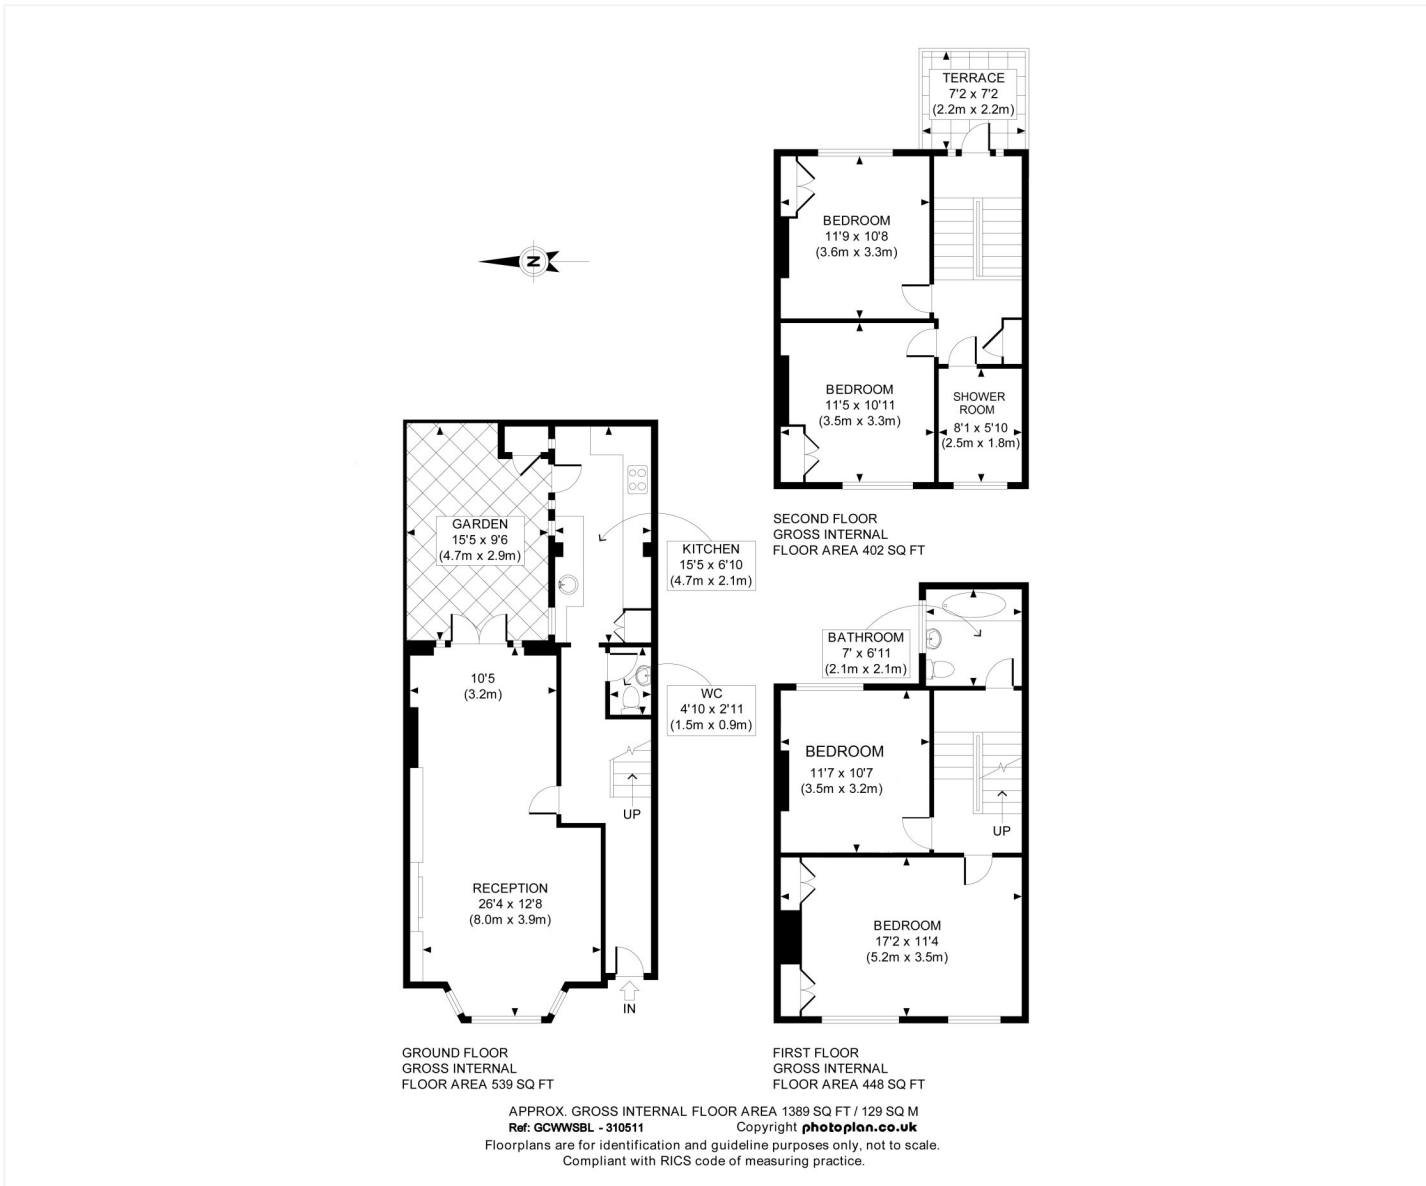 TERRACE
7'2 x 7'2
(2.2m x 2.2m)
BEDROOM
11'9 x 10'8
(3.6m x 3.3m)
N
BEDROOM
11'5 x 10'11
(3.5m x 3.3m)
SHOWER
ROOM
8'1 x 5'10
(2.5m x 1.8m)
SECOND FLOOR
GROSS INTERNAL
FLOOR AREA 402 SQ FT
GARDEN
15'5 x 9'6
(4.7m x 2.9m)
KITCHEN
15'5 x 6'10
(4.7m x 2.1m)
10'5
(3.2m)
WC
4'10 x 2'11
(1.5m x 0.9m)
UP
RECEPTION
26'4 x 12'8
(8.0m x 3.9m)
IN
GROUND FLOOR
GROSS INTERNAL
FLOOR AREA 539 SQ FT
BATHROOM
7' x 6'11
(2.1m x 2.1m)
BEDROOM
11'7 x 10'7
(3.5m x 3.2m)
UP
BEDROOM
17'2 x 11'4
(5.2m x 3.5m)
FIRST FLOOR
GROSS INTERNAL
FLOOR AREA 448 SQ FT
APPROX. GROSS INTERNAL FLOOR AREA 1389 SQ FT / 129 SQ M
Ref: GCWWSBL - 310511 Copyright photoplan.co.uk
Floorplans are for identification and guideline purposes only, not to scale.
Compliant with RICS code of measuring practice.